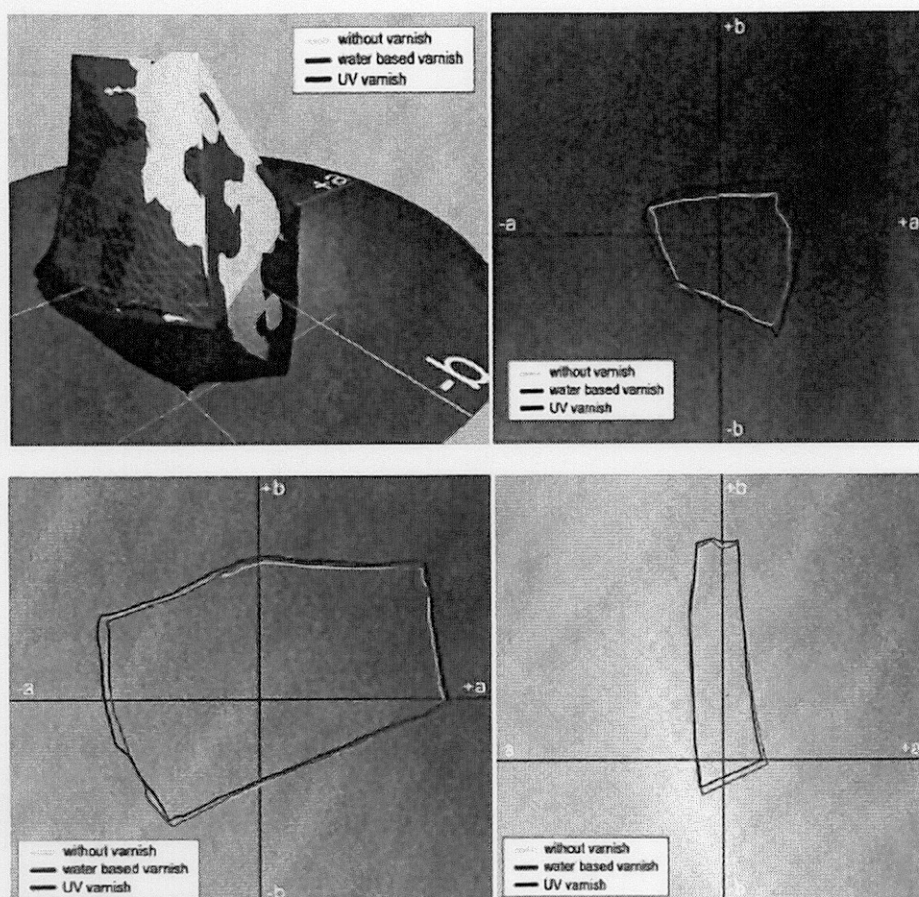 without varnish
water based varnish
UV varnish
+a
-b
+b
-a
+a
without varnish
water based varnish
UV varnish
-b
+b
-a
+a
without varnish
water based varnish
UV varnish
-b
+b
a
+a
without varnish
water based varnish
UV varnish
-b